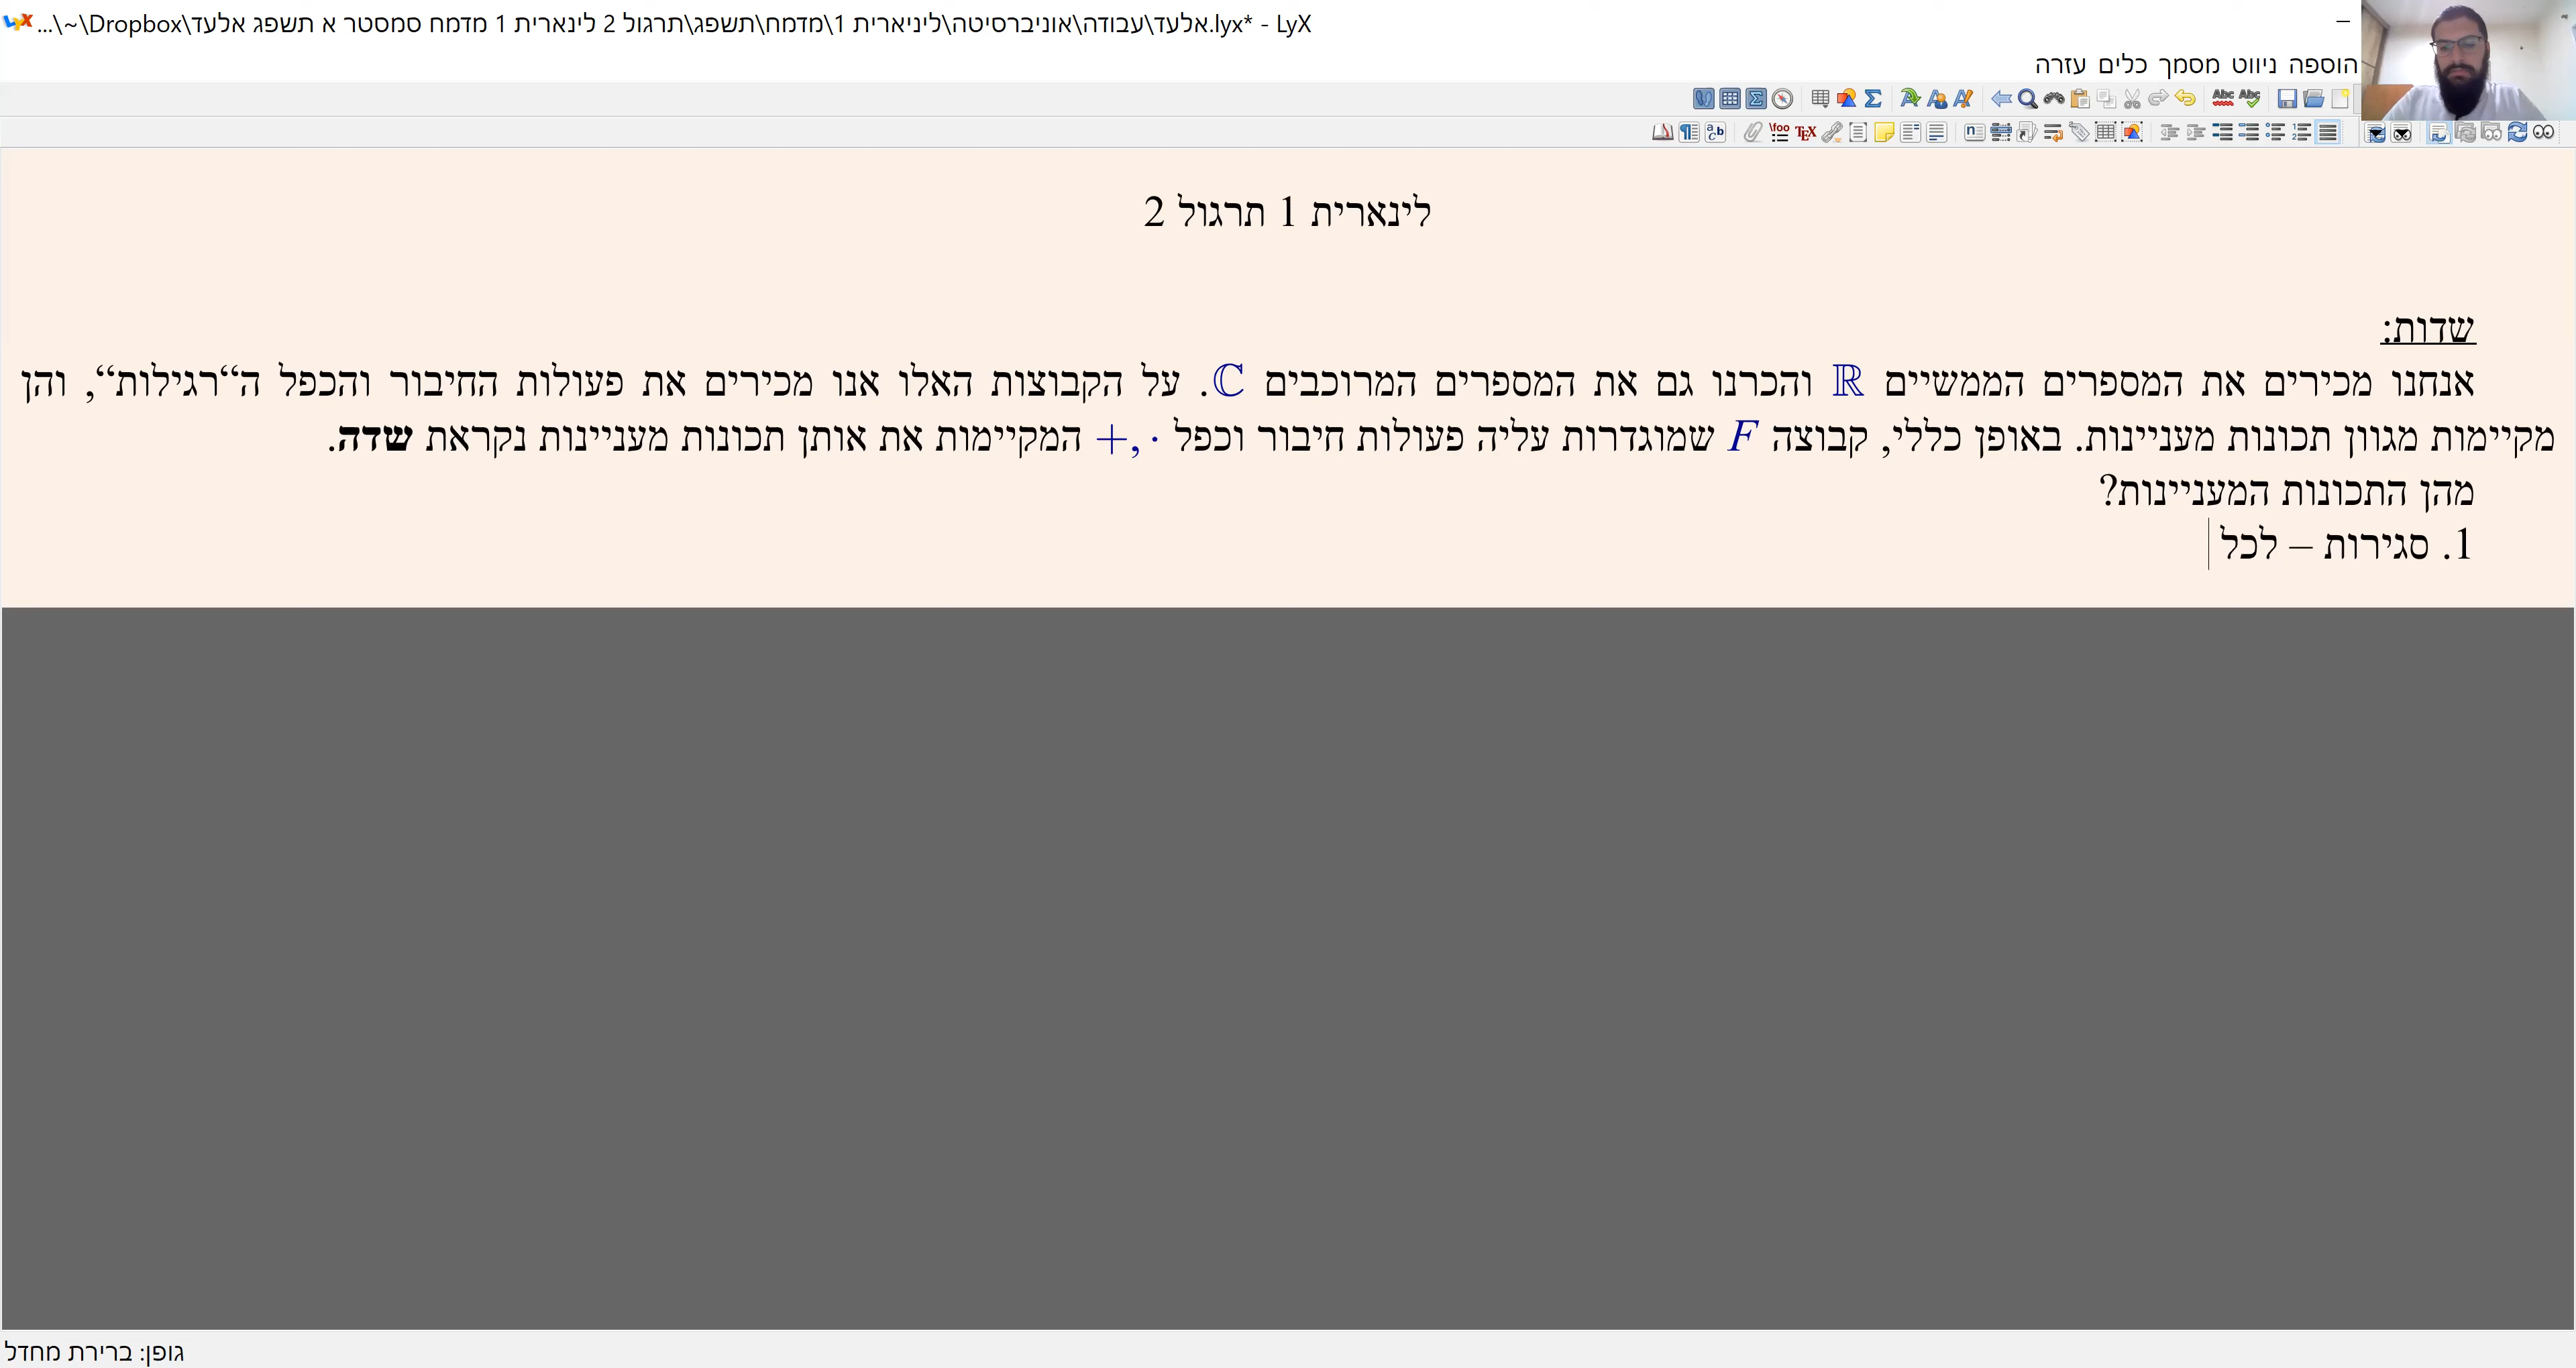 ...\~\Dropbox\אלעד\עבודה\אוניברסיטה\ליניארית 1\מדמח\תשפג\תרגול 2 לינארית 1 מדמח סמסטר א תשפג אלעד.lyx* - LyX
הוספה ניווט מסמך כלים עזרה
לינארית 1 תרגול 2
שדות:
אנחנו מכירים את המספרים הממשיים ℝ והכרנו גם את המספרים המרוכבים ℂ. על הקבוצות האלו אנו מכירים את פעולות החיבור והכפל ה“רגילות“, והן
מקיימות מגוון תכונות מעניינות. באופן כללי, קבוצה F שמוגדרות עליה פעולות חיבור וכפל +,· המקיימות את אותן תכונות מעניינות נקראת שדה.
מהן התכונות המעניינות?
1. סגירות – לכל
גופן: ברירת מחדל